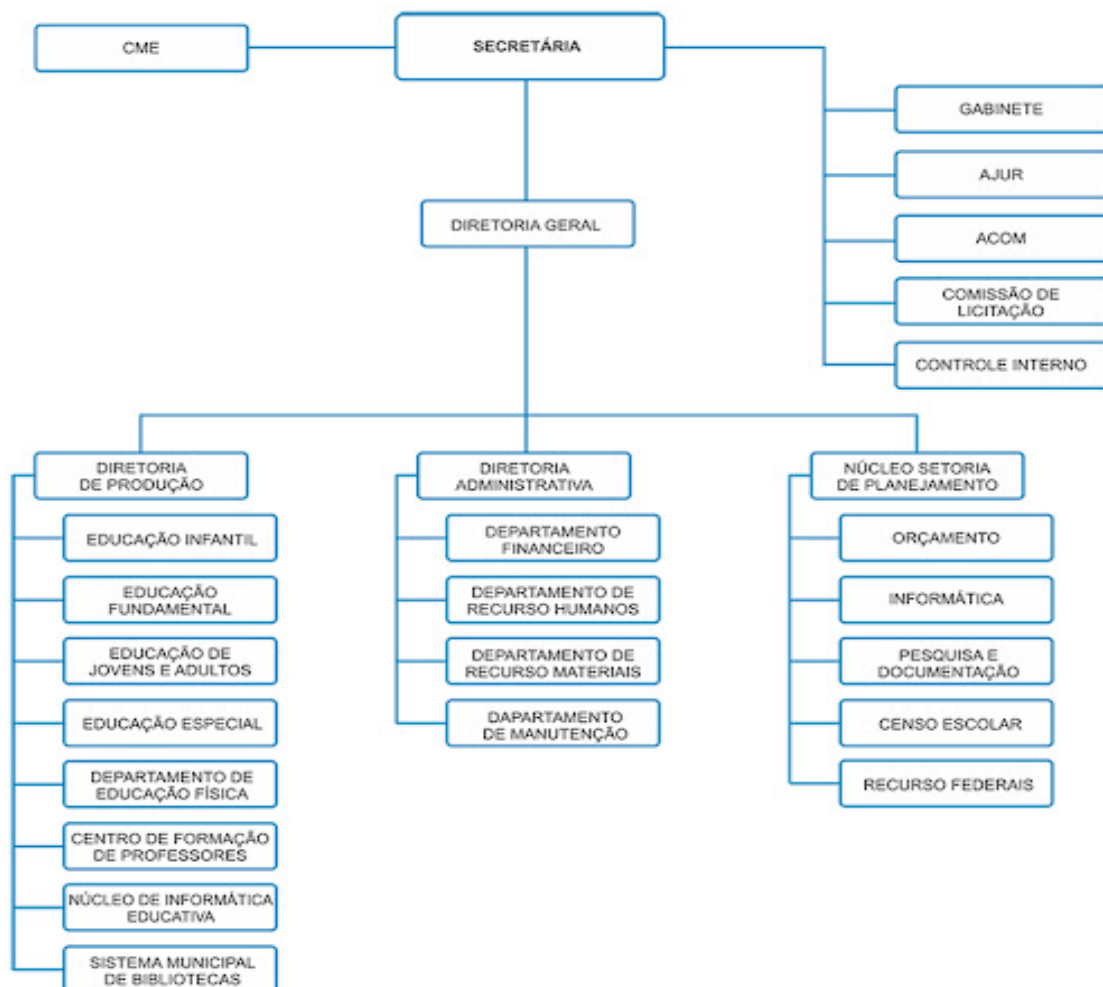 CME
SECRETÁRIA
GABINETE
AJUR
ACOM
COMISSÃO DE
LICITAÇÃO
CONTROLE INTERNO
DIRETORIA GERAL
DIRETORIA
DE PRODUÇÃO
EDUCAÇÃO INFANTIL
EDUCAÇÃO
FUNDAMENTAL
EDUCAÇÃO DE
JOVENS E ADULTOS
EDUCAÇÃO ESPECIAL
DEPARTAMENTO DE
EDUCAÇÃO FÍSICA
CENTRO DE FORMAÇÃO
DE PROFESSORES
NÚCLEO DE INFORMÁTICA
EDUCATIVA
SISTEMA MUNICIPAL
DE BIBLIOTECAS
DIRETORIA
ADMINISTRATIVA
DEPARTAMENTO
FINANCEIRO
DEPARTAMENTO DE
RECURSO HUMANOS
DEPARTAMENTO DE
RECURSO MATERIAIS
DAPARTAMENTO
DE MANUTENÇÃO
NÚCLEO SETORIA
DE PLANEJAMENTO
ORÇAMENTO
INFORMÁTICA
PESQUISA E
DOCUMENTAÇÃO
CENSO ESCOLAR
RECURSO FEDERAIS